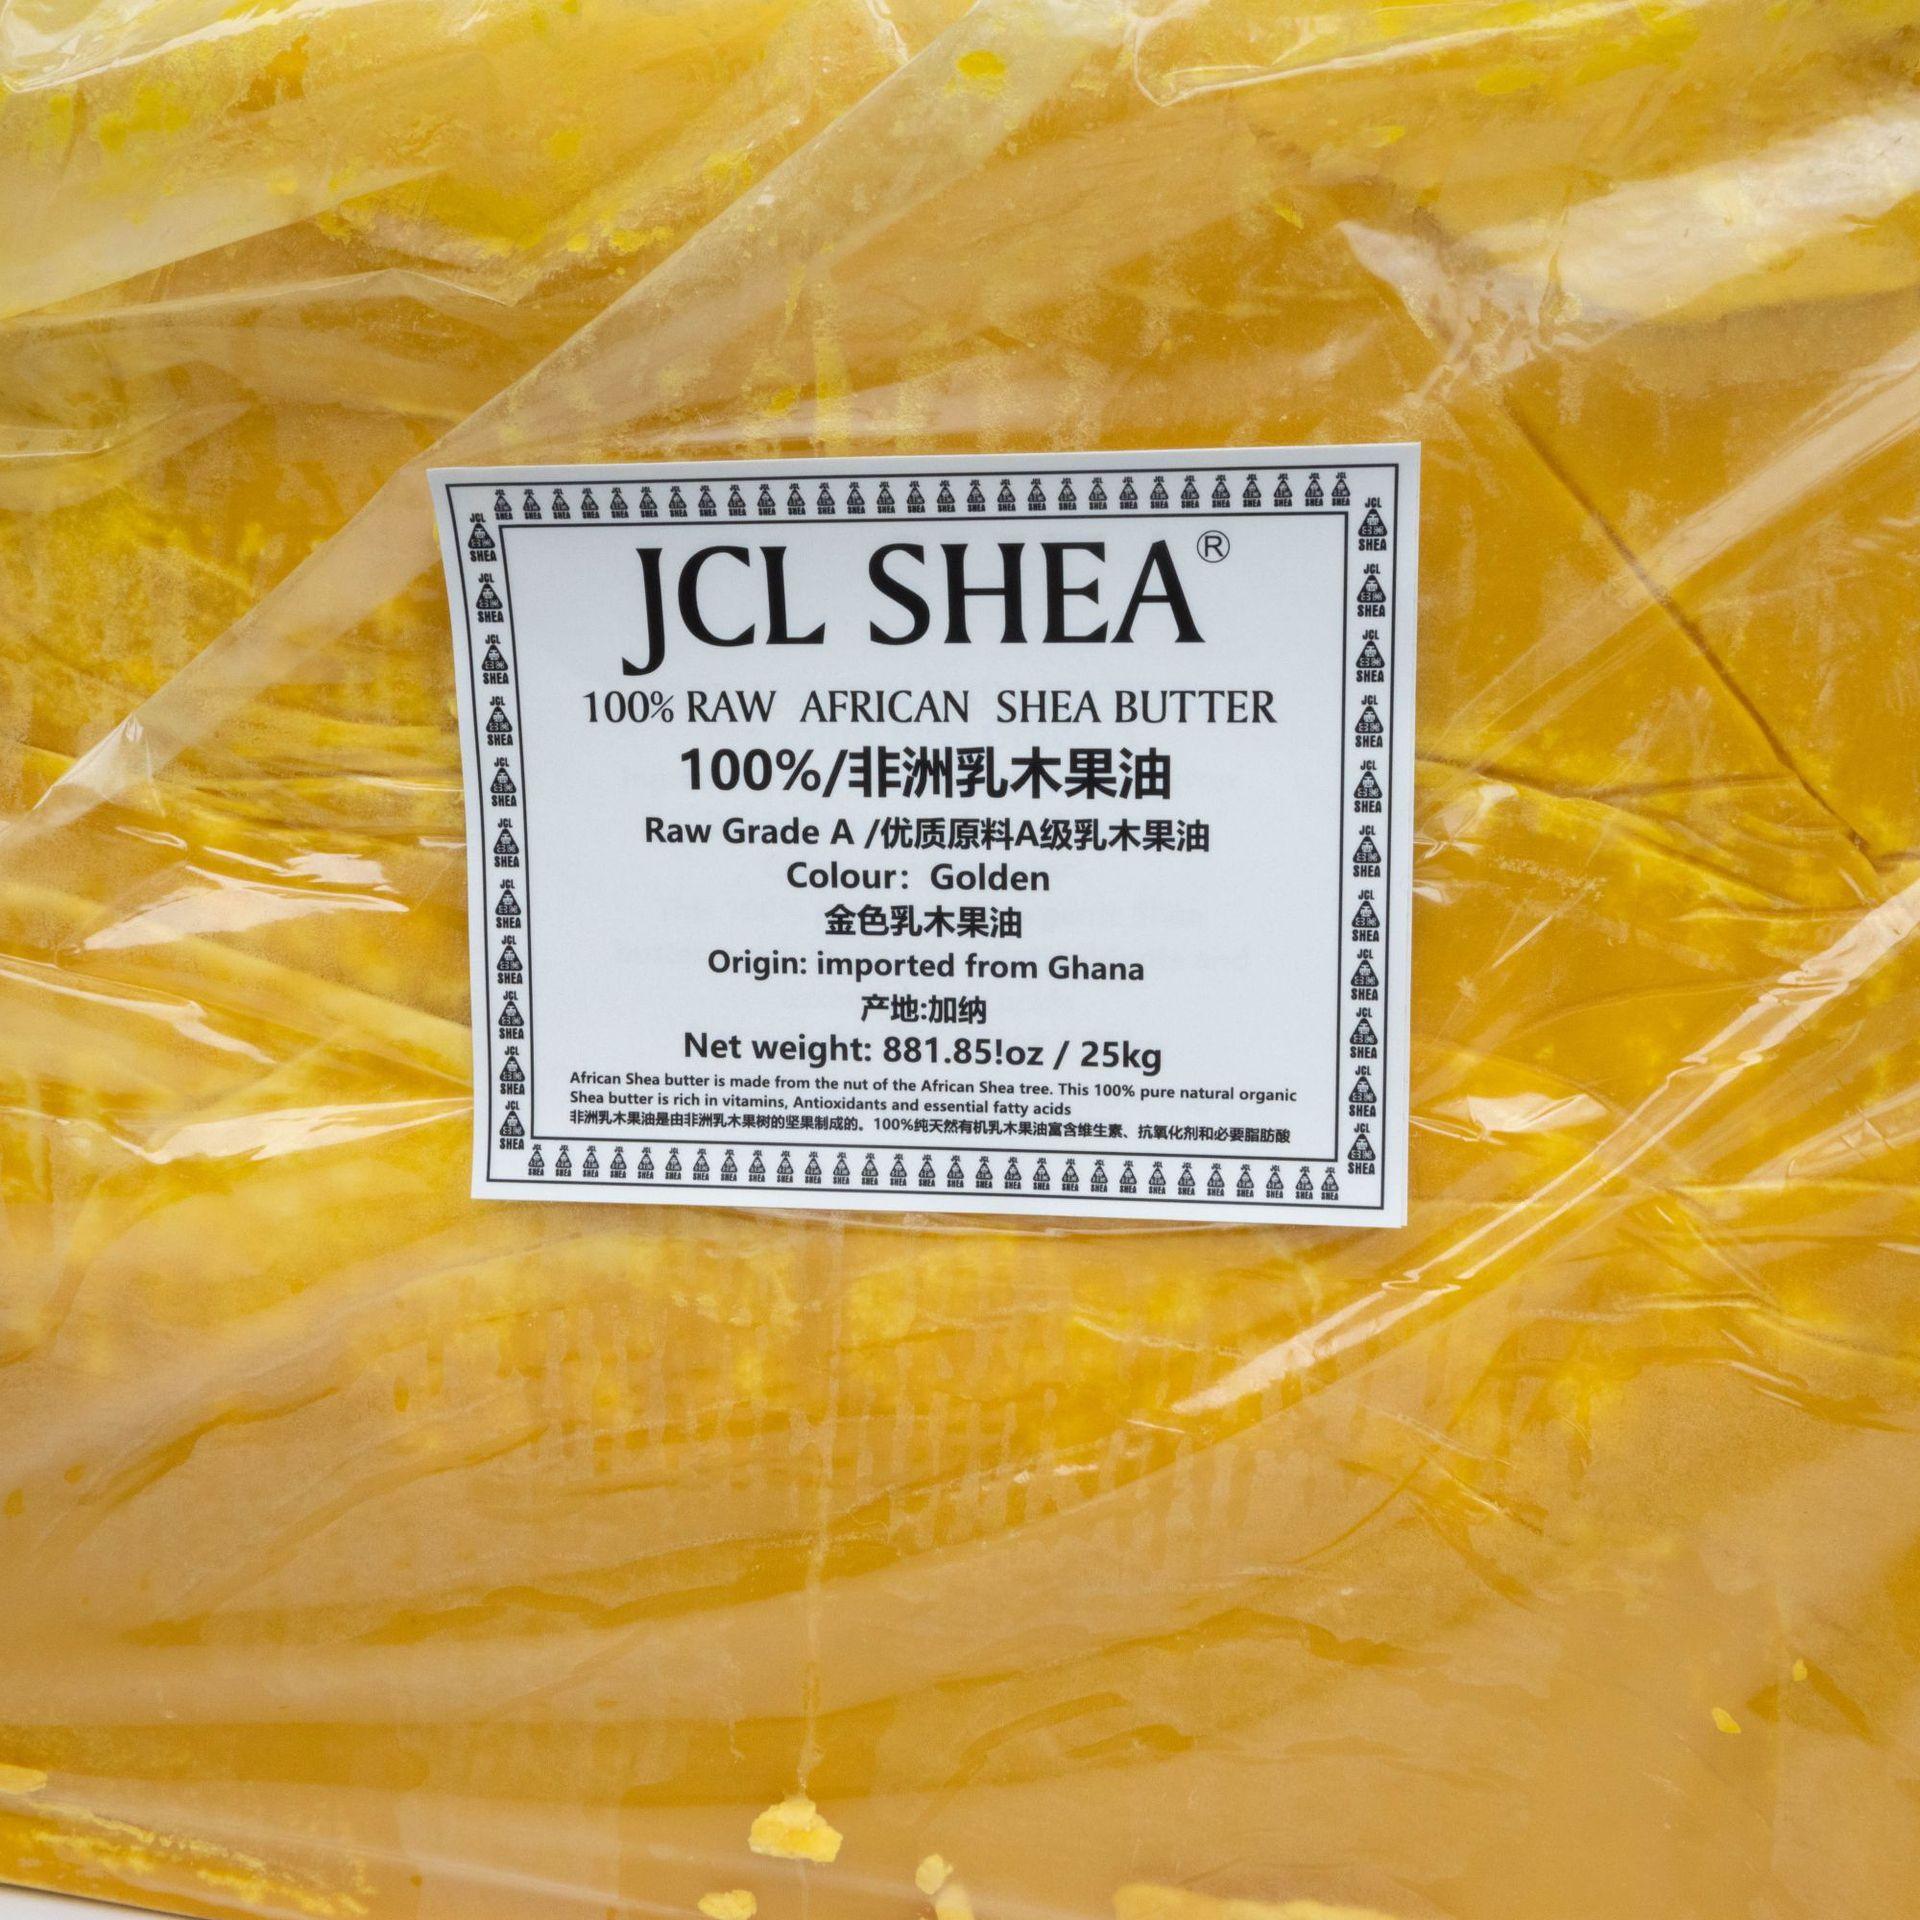 JCL SHEA®
100% RAW AFRICAN SHEA BUTTER
100%/非洲乳木果油
Raw Grade A /优质原料A级乳木果油
Colour: Golden
金色乳木果油
Origin: imported from Ghana
产地:加纳
Net weight: 881.85!oz / 25kg
African Shea butter is made from the nut of the African Shea tree. This 100% pure natural organic
Shea butter is rich in vitamins, Antioxidants and essential fatty acids
非洲乳木果油是由非洲乳木果树的坚果制成的。100%纯天然有机乳木果油富含维生素、抗氧化剂和必要脂肪酸